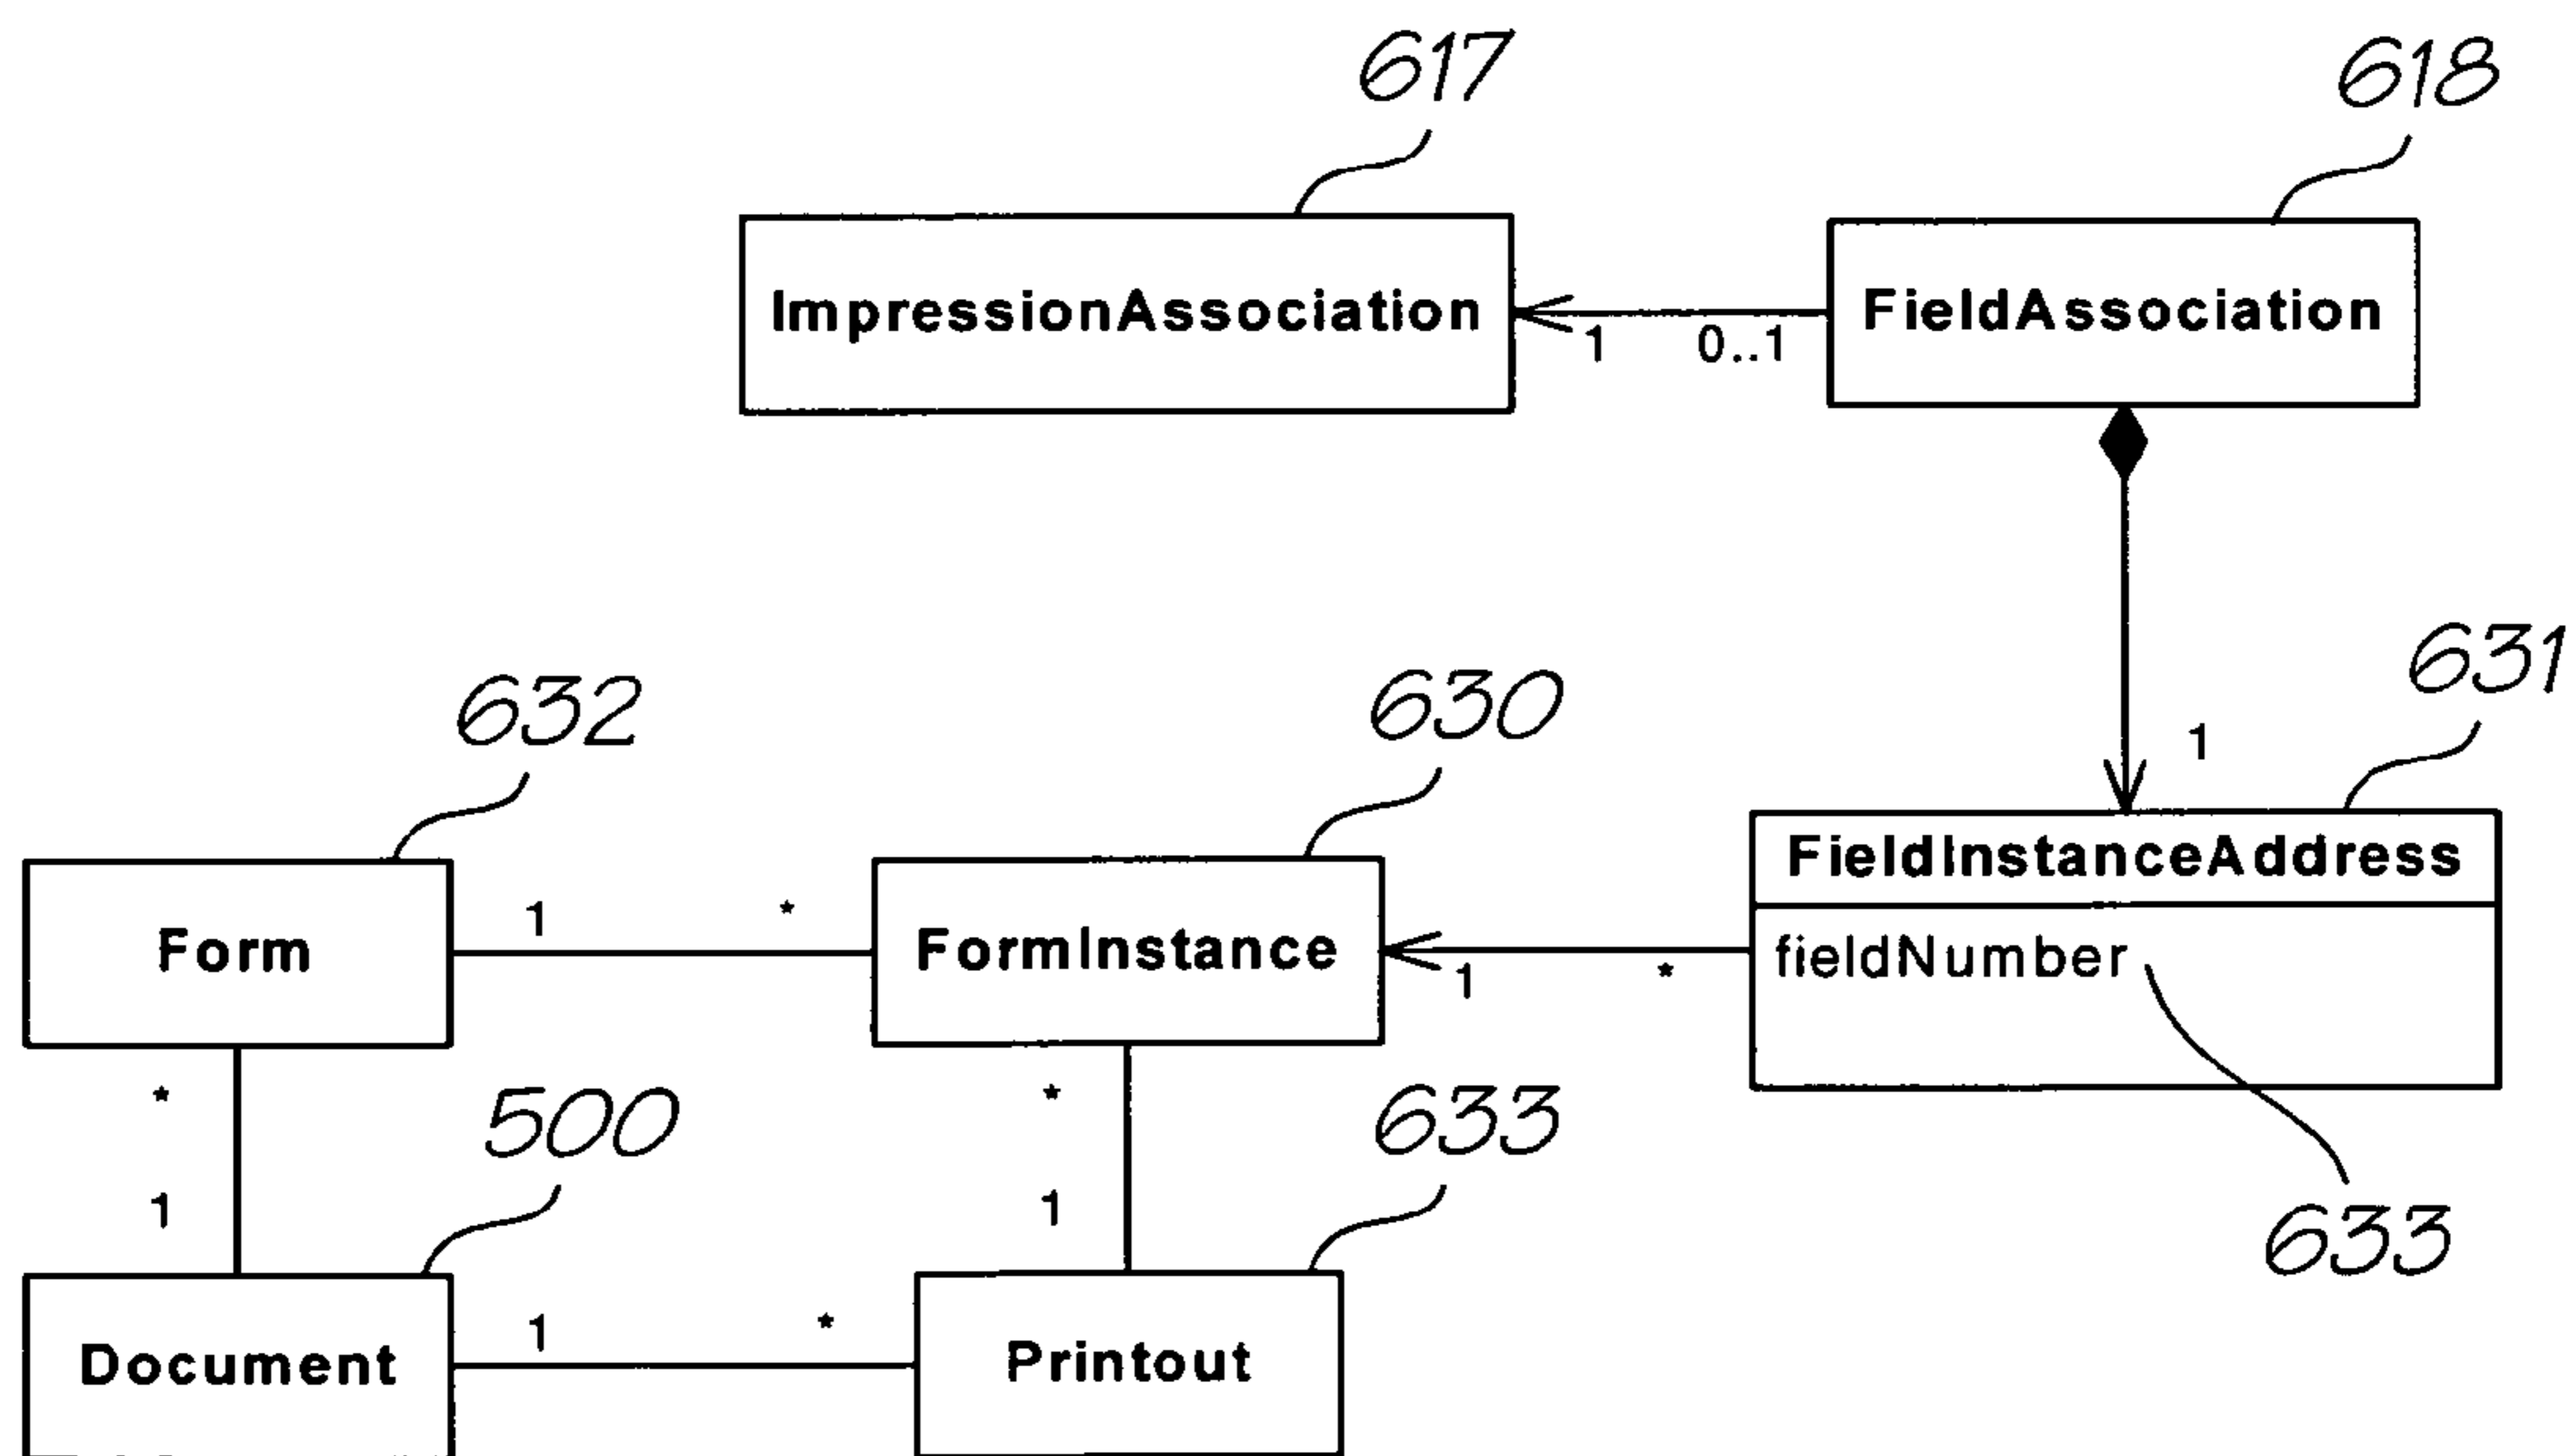 617
618
ImpressionAssociation
1
0..1
FieldAssociation
1
631
632
630
FieldInstanceAddress
Form
1
*
FormInstance
1
*
fieldNumber
*
1
*
1
500
633
633
Document
1
*
Printout